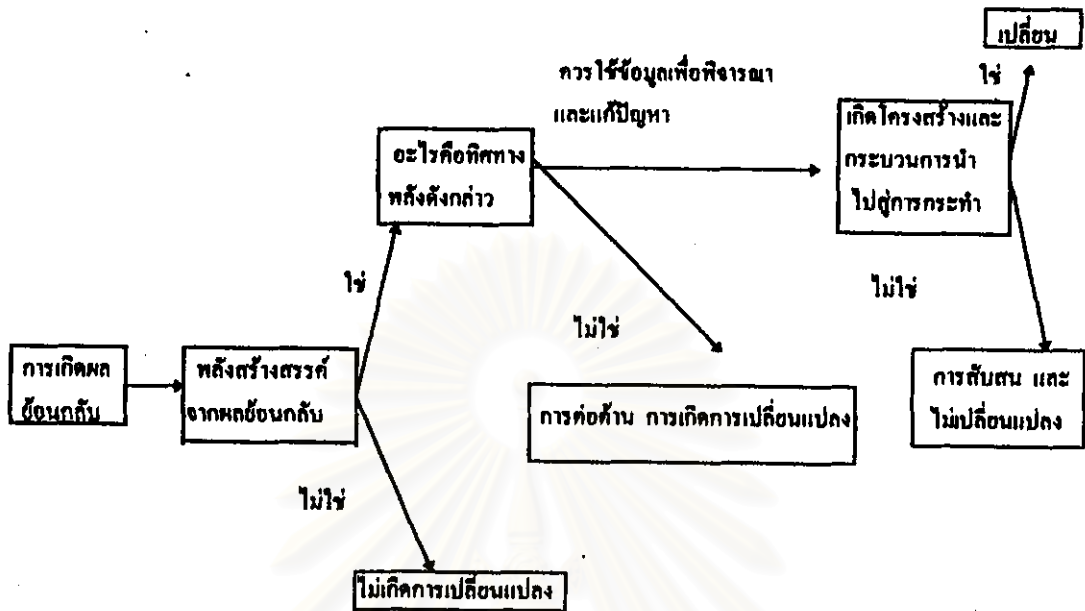 เปลี่ยน
ใช่
ควรใช้ข้อมูลเพื่อพิจารณา
และแก้ปัญหา
เกิดโครงสร้างและ
กระบวนการนำ
ไปสู่การกระทำ
อะไรคือทิศทาง
พลังดังกล่าว
ใช่
ไม่ใช่
ไม่ใช่
การเกิดผล
ย้อนกลับ
พลังสร้างสรรค์
จากผลย้อนกลับ
การต่อต้าน การเกิดการเปลี่ยนแปลง
การสับสน และ
ไม่เปลี่ยนแปลง
ไม่ใช่
ไม่เกิดการเปลี่ยนแปลง